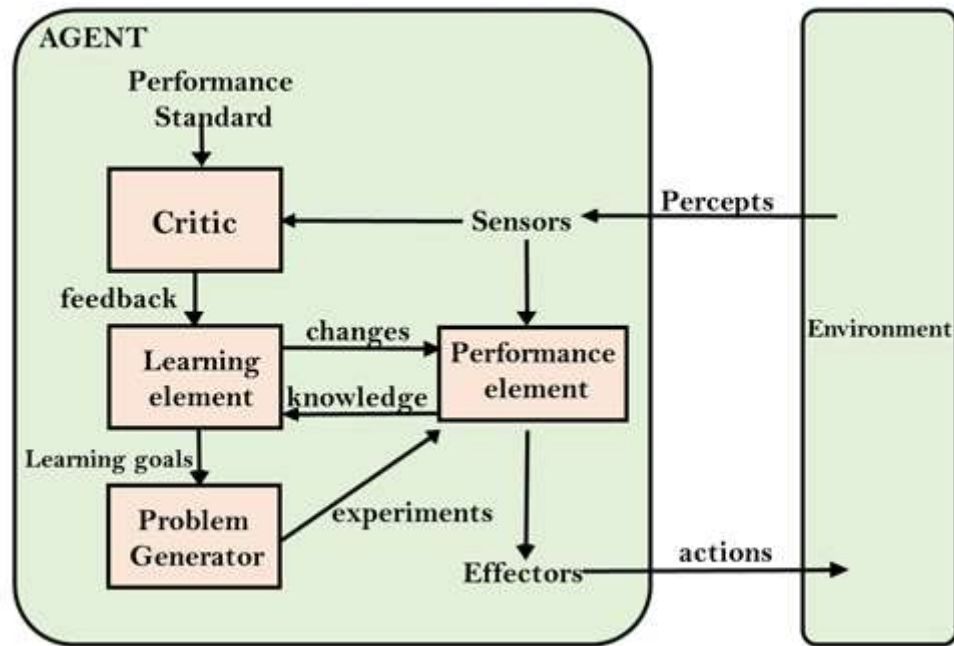 AGENT
Performance
Standard
Critic
Sensors
Percepts
feedback
changes
Learning
element
Performance
element
Environment
knowledge
Learning goals
Problem
Generator
experiments
Effectors
actions